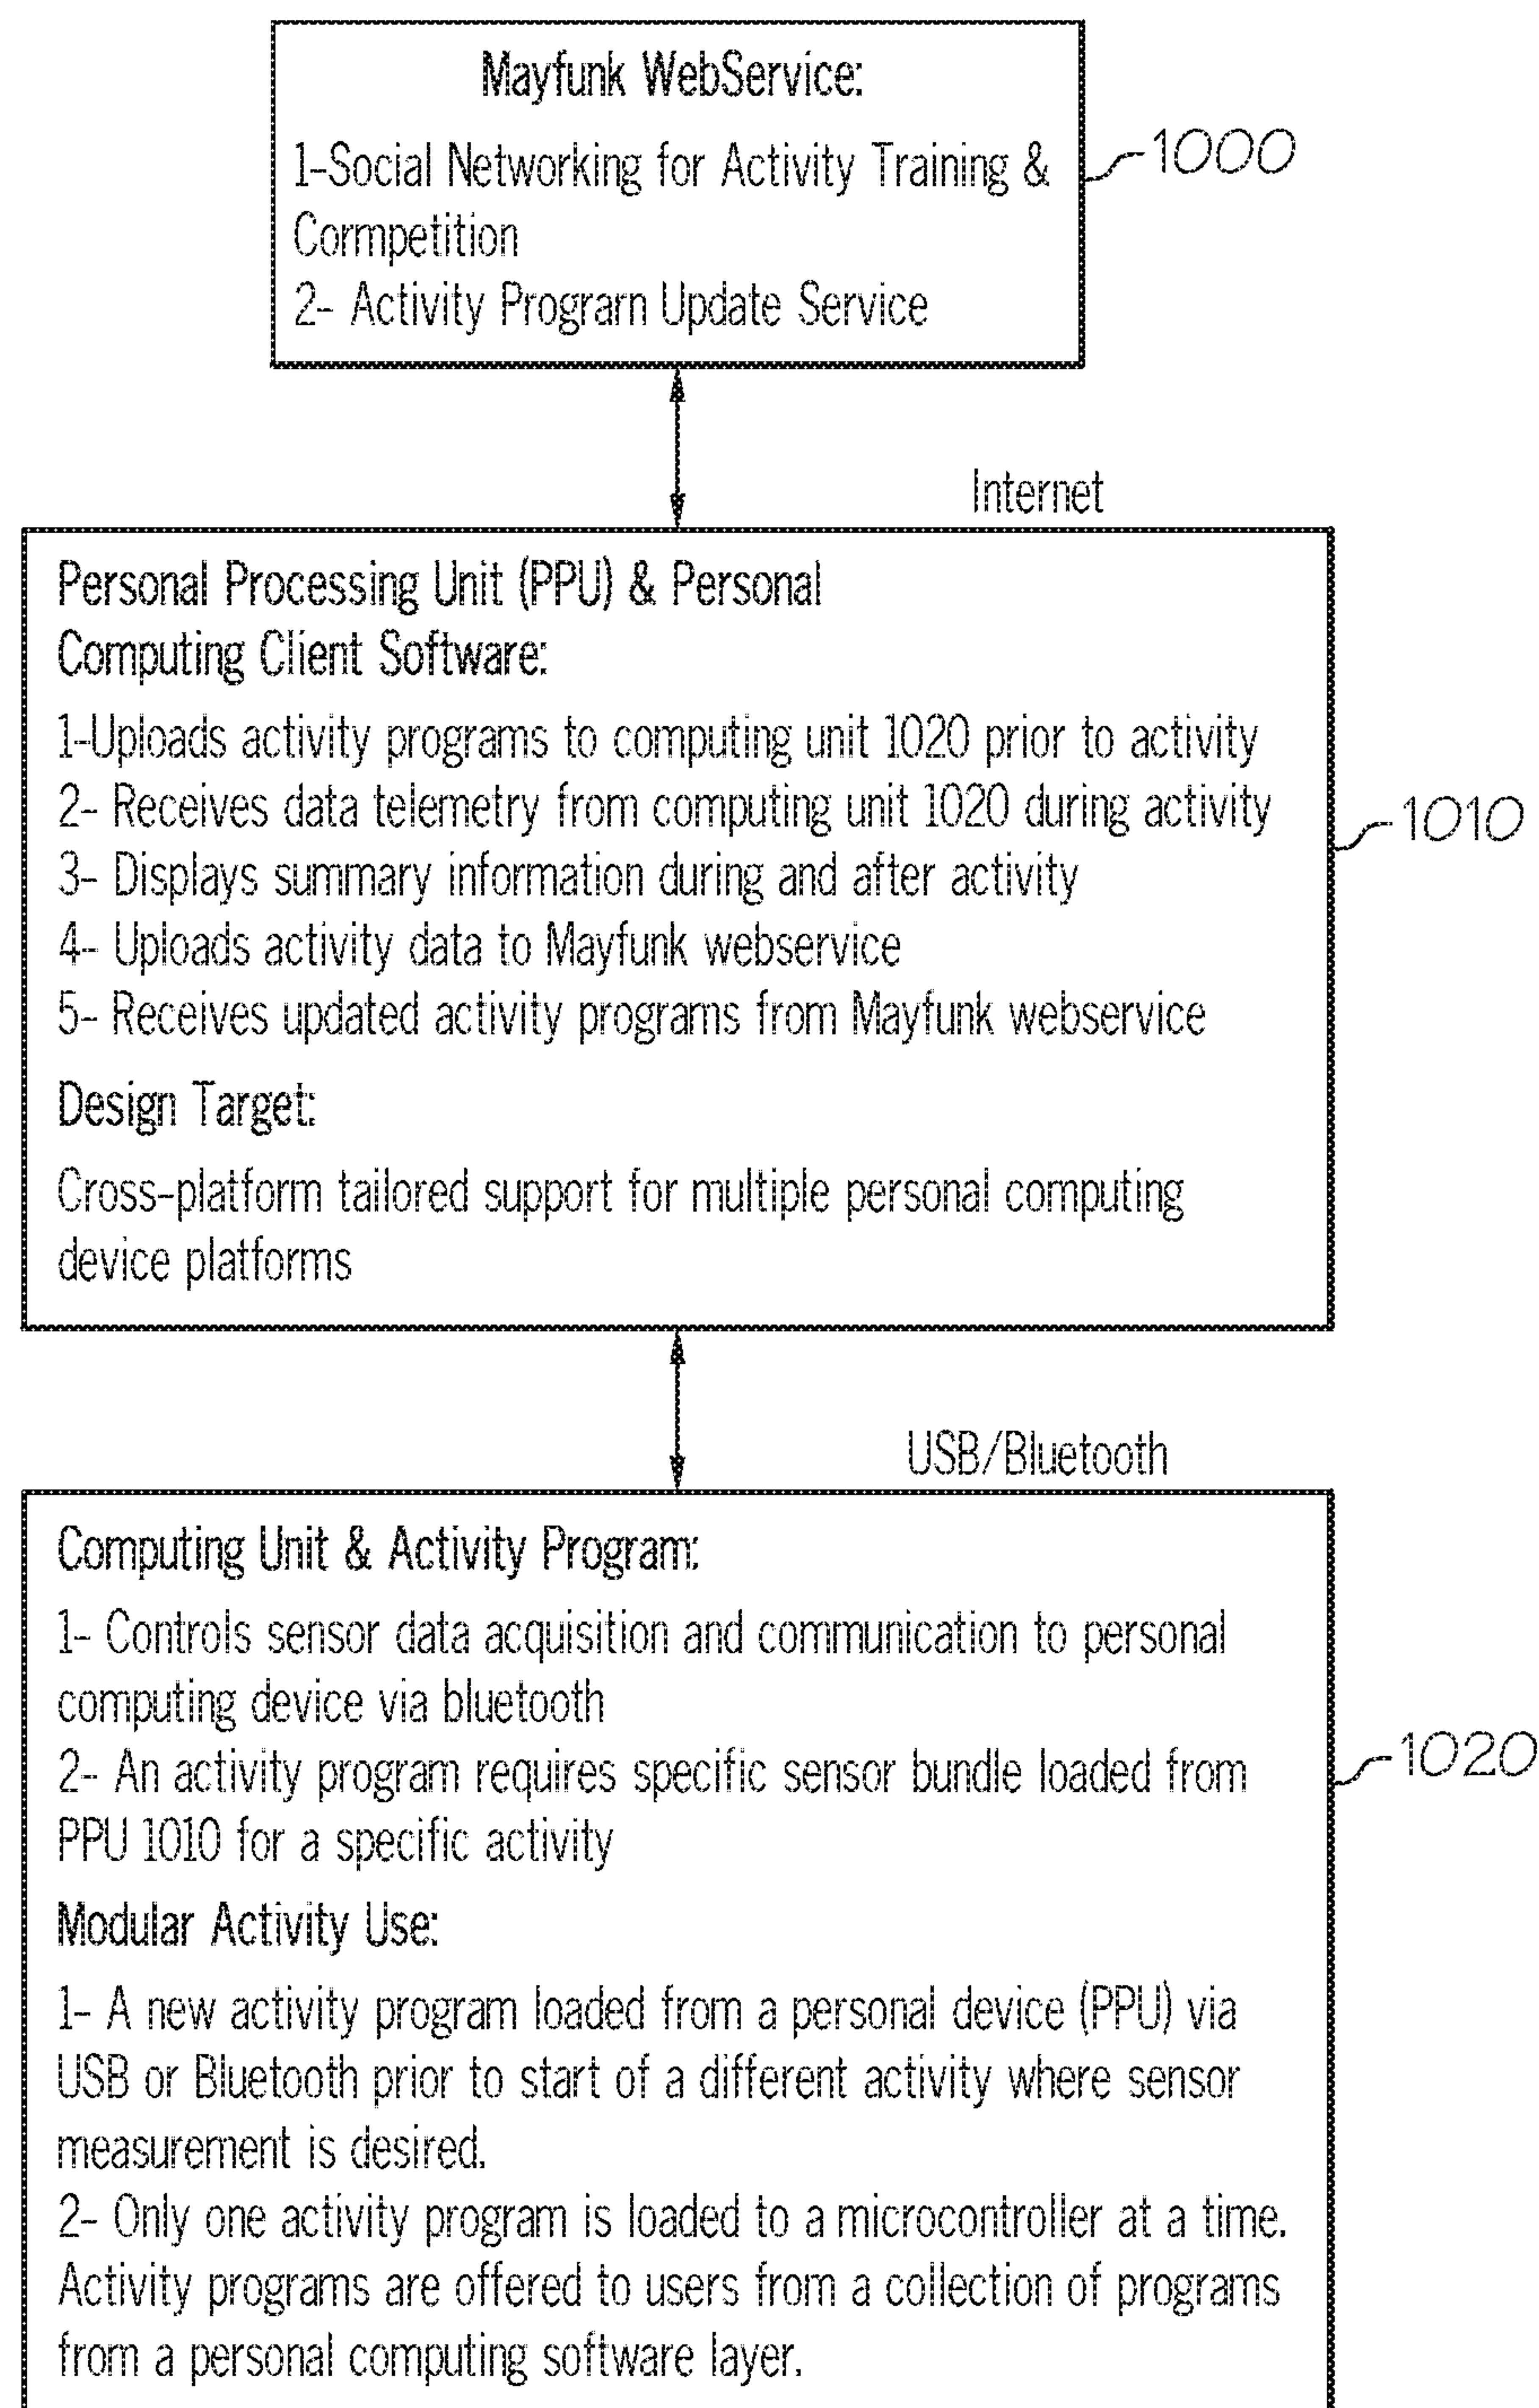 Mayfunk WebService:
1-Social Networking for Activity Training &
Cormpetition
2- Activity Program Update Service
1000
Internet
Personal Processing Unit (PPU) & Personal
Computing Client Software:
1-Uploads activity programs to computing unit 1020 prior to activity
2- Receives data telemetry from computing unit 1020 during activity
3- Displays summary information during and after activity
4- Uploads activity data to Mayfunk webservice
5- Receives updated activity programs from Mayfunk webservice
Design Target:
Cross-platform tailored support for multiple personal computing
device platforms
1010
USB/Bluetooth
Computing Unit & Activity Program:
1- Controls sensor data acquisition and communication to personal
computing device via bluetooth
2- An activity program requires specific sensor bundle loaded from
PPU 1010 for a specific activity
Modular Activity Use:
1- A new activity program loaded from a personal device (PPU) via
USB or Bluetooth prior to start of a different activity where sensor
measurement is desired.
2- Only one activity program is loaded to a microcontroller at a time.
Activity programs are offered to users from a collection of programs
from a personal computing software layer.
1020